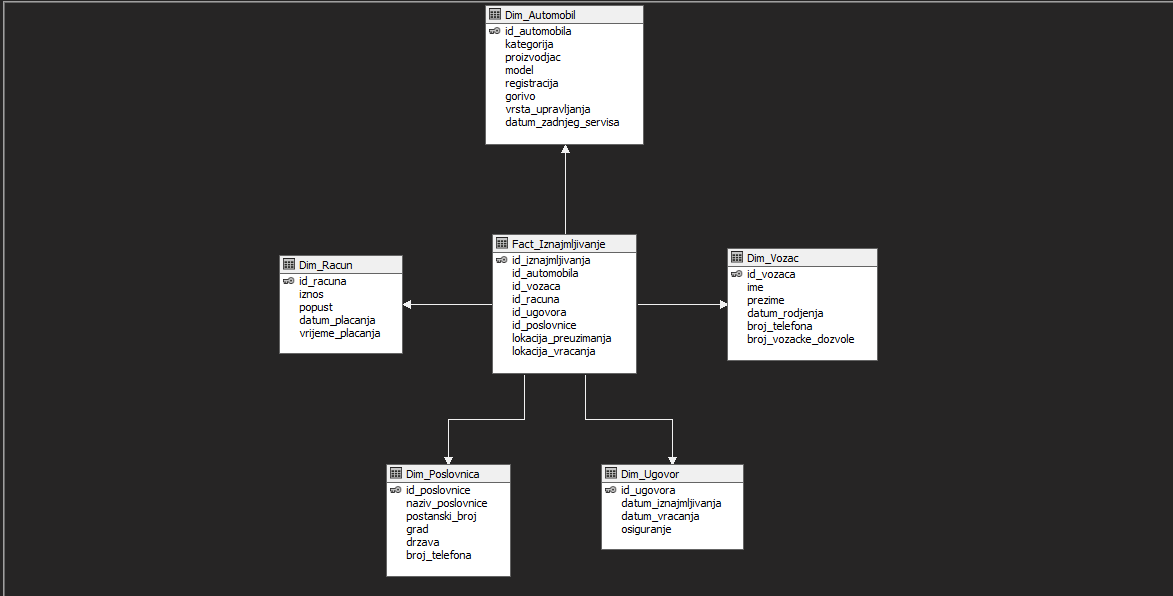 Dim_Automobil
id_automobila
kategorija
proizvodjac
model
registracija
gorivo
vrsta_upravljanja
datum_zadnjeg_servisa
Fact_Iznajmljivanje
id_iznajmljivanja
id_automobila
id_vozaca
id_racuna
id_ugovora
id_poslovnice
lokacija_preuzimanja
lokacija_vracanja
Dim_Racun
id_racuna
iznos
popust
datum_placanja
vrijeme_placanja
Dim_Vozac
id_vozaca
ime
prezime
datum_rodjenja
broj_telefona
broj_vozacke_dozvole
Dim_Poslovnica
id_poslovnice
naziv_poslovnice
postanski_broj
grad
drzava
broj_telefona
Dim_Ugovor
id_ugovora
datum_iznajmljivanja
datum_vracanja
osiguranje